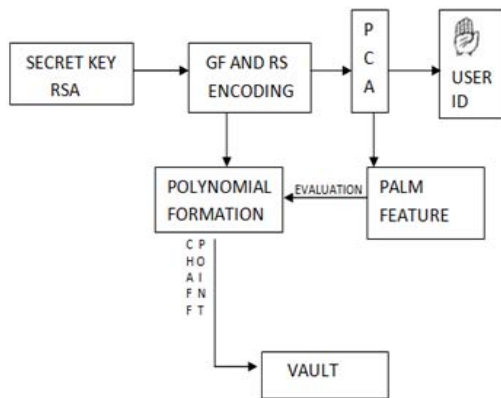 SECRET KEY
RSA
GF AND RS
ENCODING
P
C
A
USER
ID
POLYNOMIAL
FORMATION
EVALUATION
PALM
FEATURE
C P
H O
A I
F N
F T
VAULT